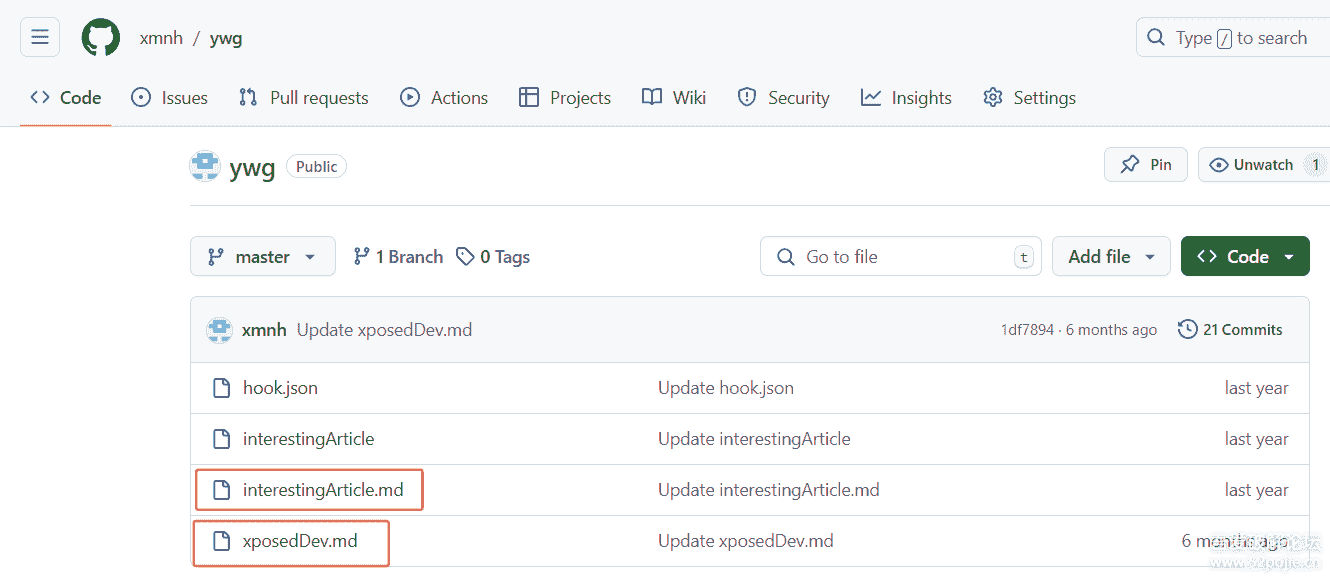 xmnh / ywg
Type / to search
Code Issues Pull requests Actions Projects Wiki Security Insights Settings
ywg Public
Pin Unwatch 1
master 1 Branch 0 Tags
Go to file t Add file Code
xmnh Update xposedDev.md 1df7894 · 6 months ago 21 Commits
hook.json Update hook.json last year
interestingArticle Update interestingArticle last year
interestingArticle.md Update interestingArticle.md last year
xposedDev.md Update xposedDev.md 6 months ago
www.52pojie.cn